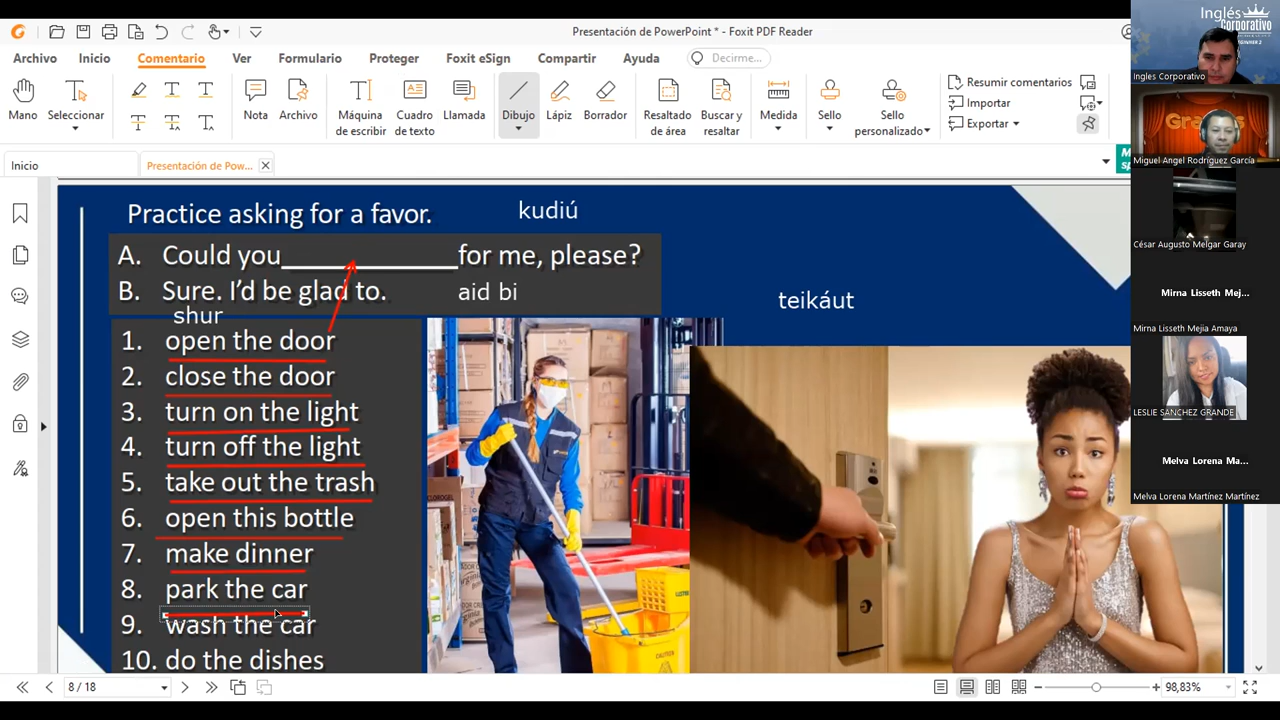 Presentación de PowerPoint * - Foxit PDF Reader
Archivo
Inicio
Comentario
Ver
Formulario
Proteger
Foxit eSign
Compartir
Ayuda
Decirme...
Mano
Seleccionar
Nota
Archivo
Máquina de escribir
Cuadro de texto
Llamada
Dibujo
Lápiz
Borrador
Resaltado de área
Buscar y resaltar
Medida
Sello
Sello personalizado
Resumir comentarios
Importar
Exportar
Inicio
Presentación de Pow...
Practice asking for a favor.
kudiú
A. Could you___________for me, please?
B. Sure. I'd be glad to.
aid bi
shur
teikáut
1. open the door
2. close the door
3. turn on the light
4. turn off the light
5. take out the trash
6. open this bottle
7. make dinner
8. park the car
9. wash the car
10. do the dishes
8 / 18
98,83%
Inglés
Corporativo
Ingles Corporativo
Miguel Angel Rodríguez García
César Augusto Melgar Garay
Mirna Lisseth Mej...
Mirna Lisseth Mejia Amaya
LESLIE SANCHEZ GRANDE
Melva Lorena Ma...
Melva Lorena Martínez Martínez